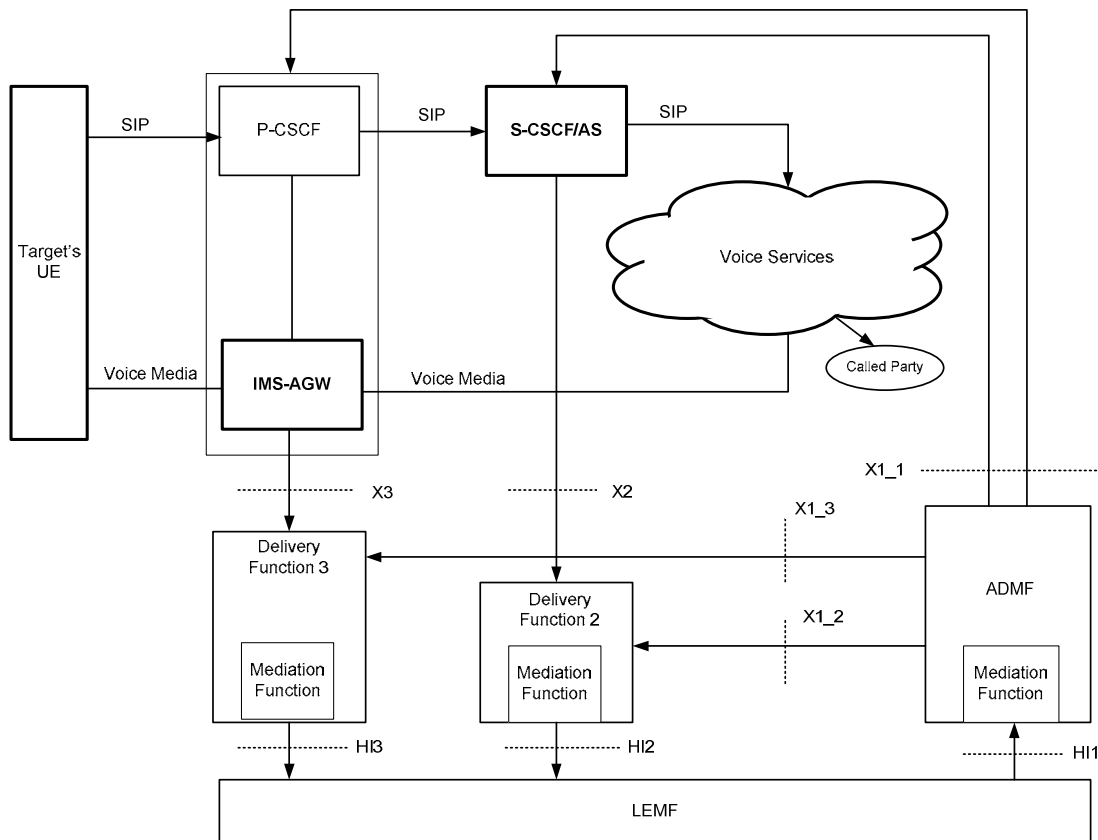 SIP
P-CSCF
SIP
S-CSCF/AS
SIP
Target's
UE
Voice Services
Voice Media
IMS-AGW
Voice Media
Called Party
X3
X2
X1_1
X1_3
Delivery
Function 3
ADMF
Delivery
Function 2
X1_2
Mediation
Function
Mediation
Function
Mediation
Function
HI3
HI2
HI1
LEMF